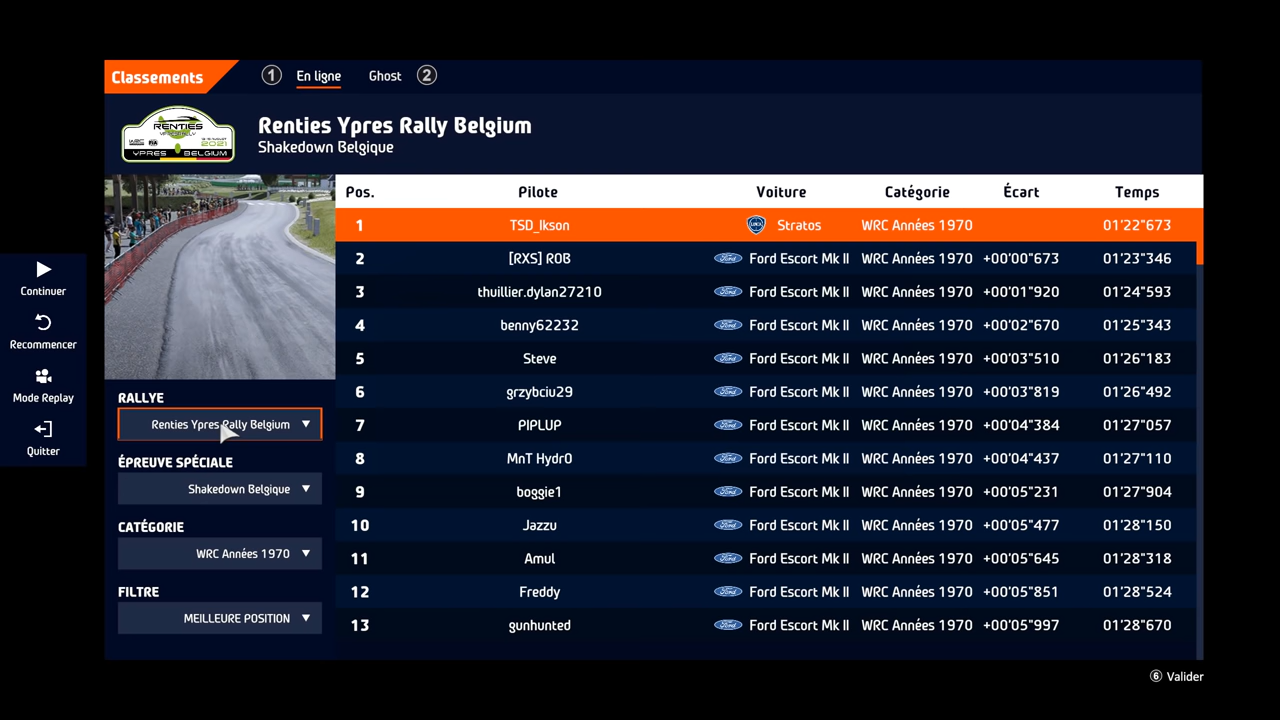 Classements
1 En ligne Ghost 2
RENTIES
YPRES RALLY
2021
YPRES BELGIUM
Renties Ypres Rally Belgium
Shakedown Belgique
Pos. Pilote Voiture Catégorie Écart Temps
1 TSD_Ikson Stratos WRC Années 1970 01'22"673
2 [RXS] ROB Ford Escort Mk II WRC Années 1970 +00'00"673 01'23"346
3 thuillier.dylan27210 Ford Escort Mk II WRC Années 1970 +00'01"920 01'24"593
4 benny62232 Ford Escort Mk II WRC Années 1970 +00'02"670 01'25"343
5 Steve Ford Escort Mk II WRC Années 1970 +00'03"510 01'26"183
6 grzybciu29 Ford Escort Mk II WRC Années 1970 +00'03"819 01'26"492
7 PIPLUP Ford Escort Mk II WRC Années 1970 +00'04"384 01'27"057
8 MnT Hydr0 Ford Escort Mk II WRC Années 1970 +00'04"437 01'27"110
9 boggie1 Ford Escort Mk II WRC Années 1970 +00'05"231 01'27"904
10 Jazzu Ford Escort Mk II WRC Années 1970 +00'05"477 01'28"150
11 Amul Ford Escort Mk II WRC Années 1970 +00'05"645 01'28"318
12 Freddy Ford Escort Mk II WRC Années 1970 +00'05"851 01'28"524
13 gunhunted Ford Escort Mk II WRC Années 1970 +00'05"997 01'28"670
Continuer
Recommencer
Mode Replay
Quitter
RALLYE
Renties Ypres Rally Belgium
ÉPREUVE SPÉCIALE
Shakedown Belgique
CATÉGORIE
WRC Années 1970
FILTRE
MEILLEURE POSITION
6 Valider